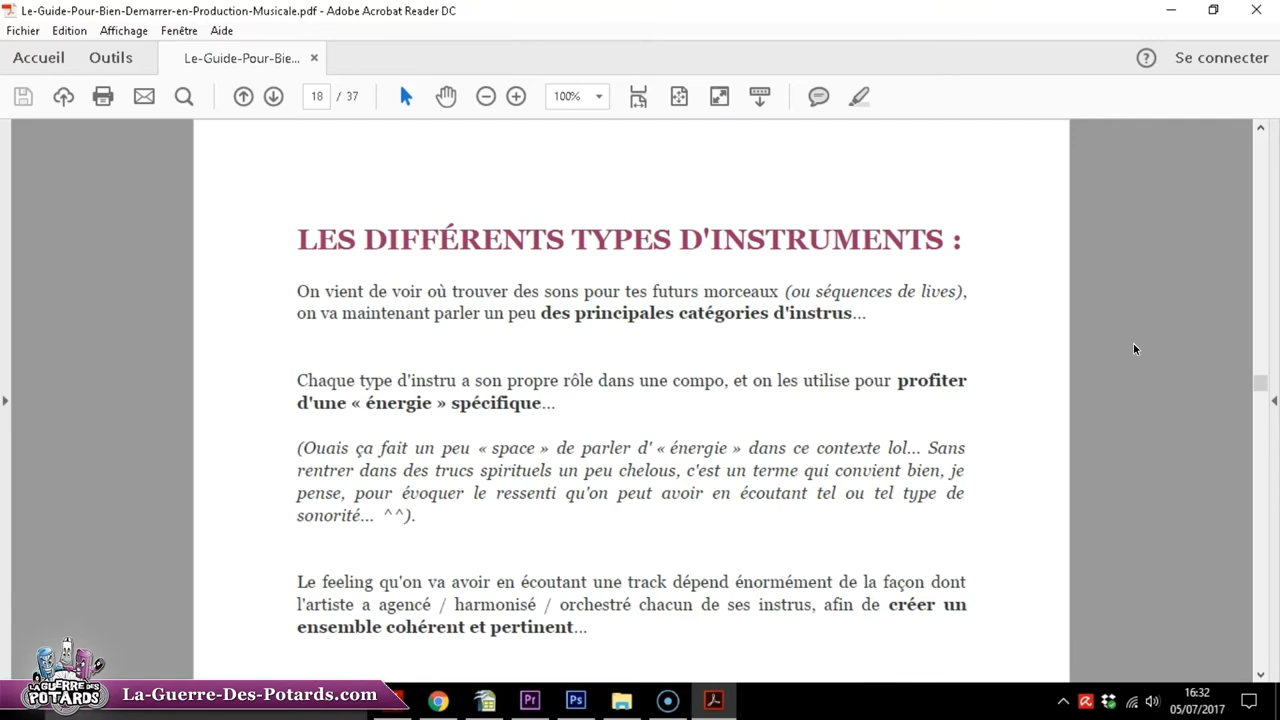 Le-Guide-Pour-Bien-Demarrer-en-Production-Musicale.pdf - Adobe Acrobat Reader DC
Fichier Edition Affichage Fenêtre Aide
Accueil Outils Le-Guide-Pour-Bie... Se connecter
18 / 37 100%
LES DIFFÉRENTS TYPES D'INSTRUMENTS :
On vient de voir où trouver des sons pour tes futurs morceaux (ou séquences de lives),
on va maintenant parler un peu des principales catégories d'instrus...
Chaque type d'instru a son propre rôle dans une compo, et on les utilise pour profiter
d'une « énergie » spécifique...
(Ouais ça fait un peu « space » de parler d' « énergie » dans ce contexte lol... Sans
rentrer dans des trucs spirituels un peu chelous, c'est un terme qui convient bien, je
pense, pour évoquer le ressenti qu'on peut avoir en écoutant tel ou tel type de
sonorité... ^^).
Le feeling qu'on va avoir en écoutant une track dépend énormément de la façon dont
l'artiste a agencé / harmonisé / orchestré chacun de ses instrus, afin de créer un
ensemble cohérent et pertinent...
LA GUERRE DES
POTARDS
La-Guerre-Des-Potards.com
Pr Ps
16:32
05/07/2017